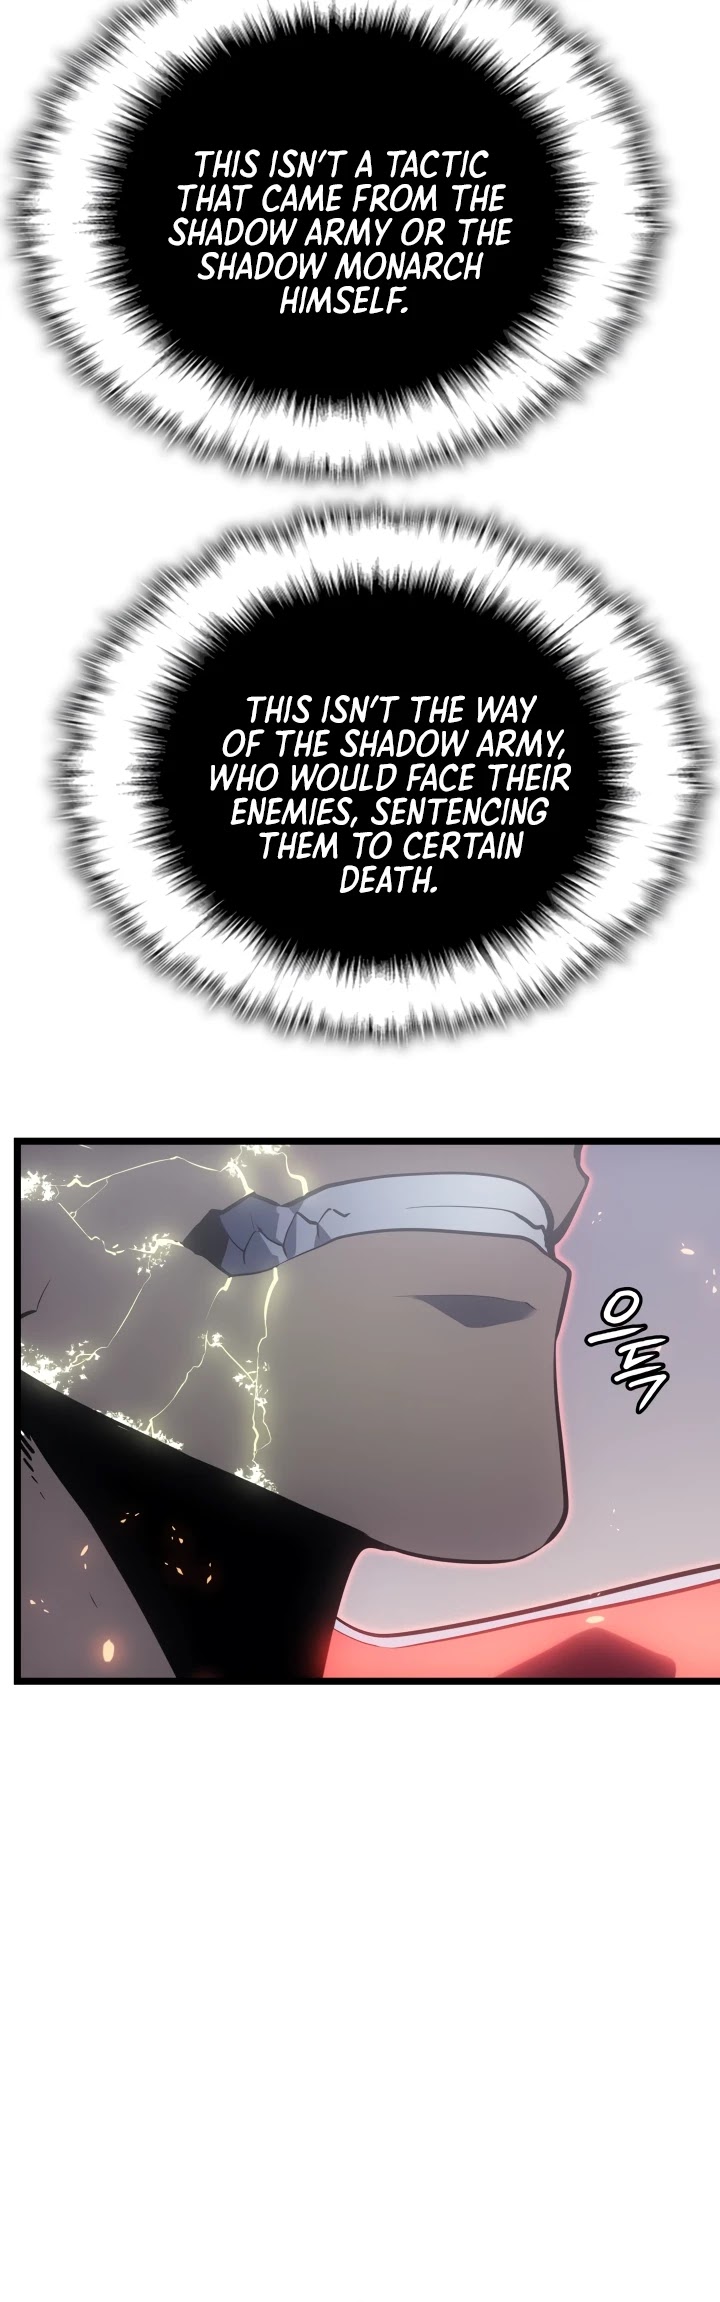 THIS ISN'T A TACTIC
THAT CAME FROM THE
SHADOW ARMY OR THE
SHADOW MONARCH
HIMSELF.
THIS ISN'T THE WAY
OF THE SHADOW ARMY,
WHO WOULD FACE THEIR
ENEMIES, SENTENCING
THEM TO CERTAIN
DEATH.
으득